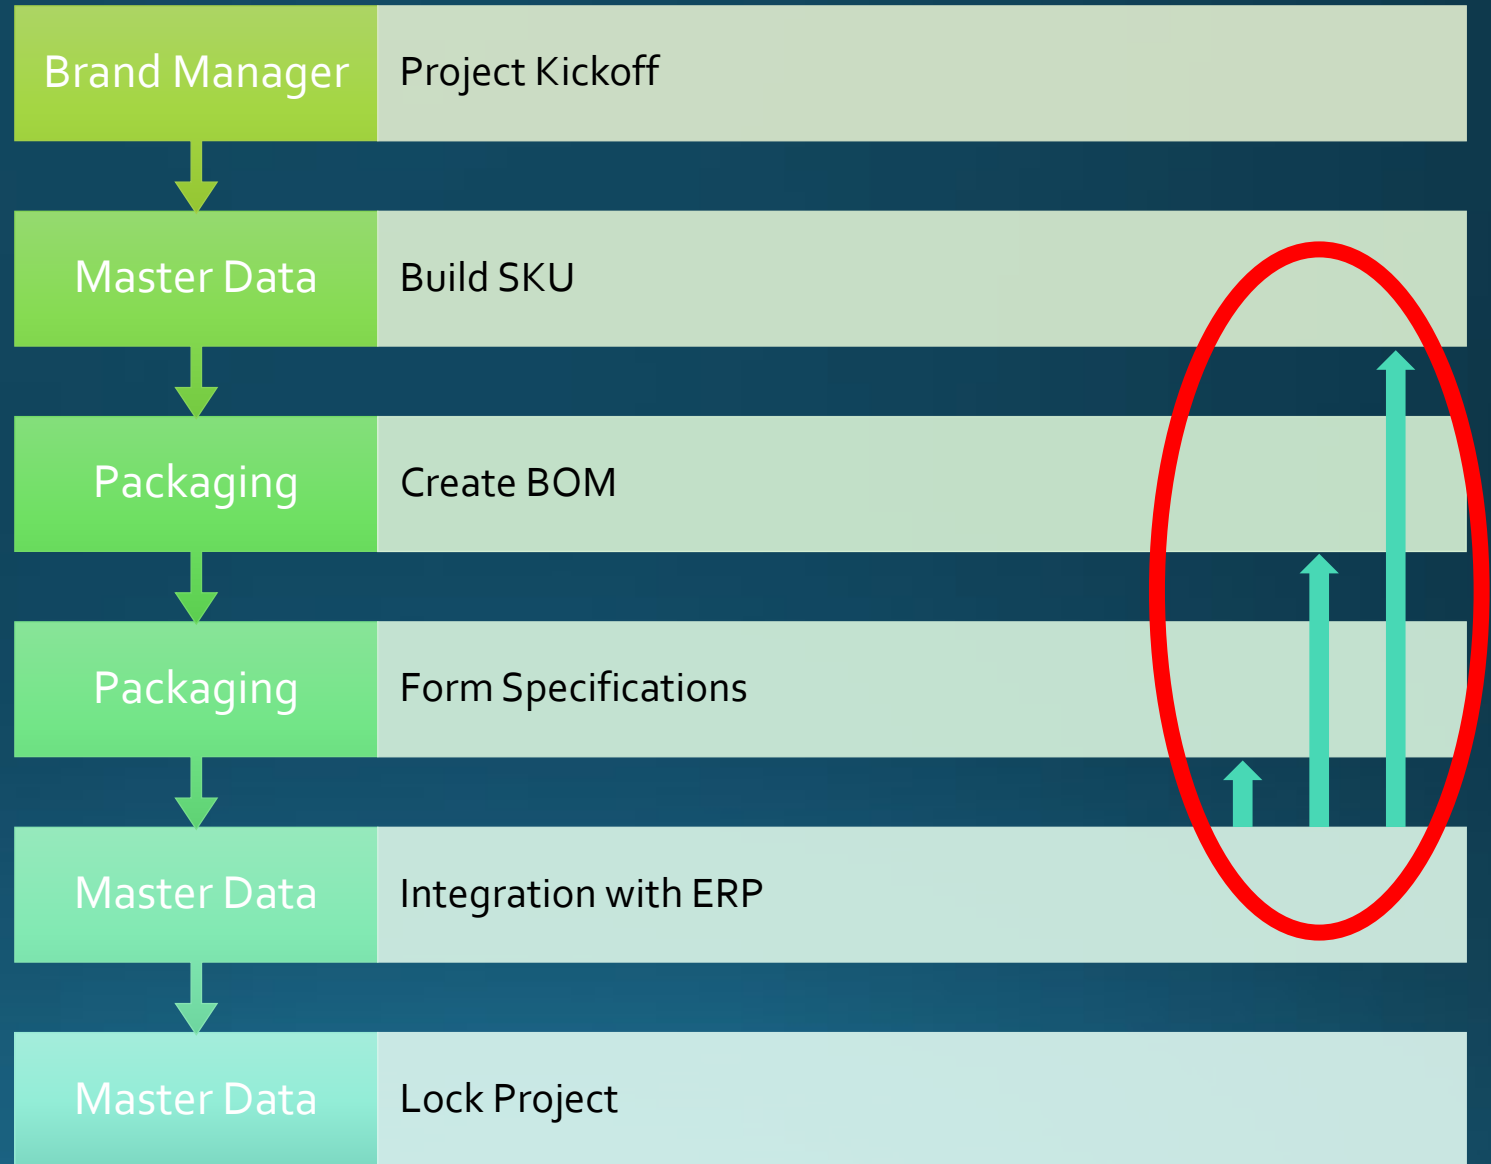 Brand Manager
Project Kickoff
Master Data
Build SKU
Packaging
Create BOM
Packaging
Form Specifications
Master Data
Integration with ERP
Master Data
Lock Project